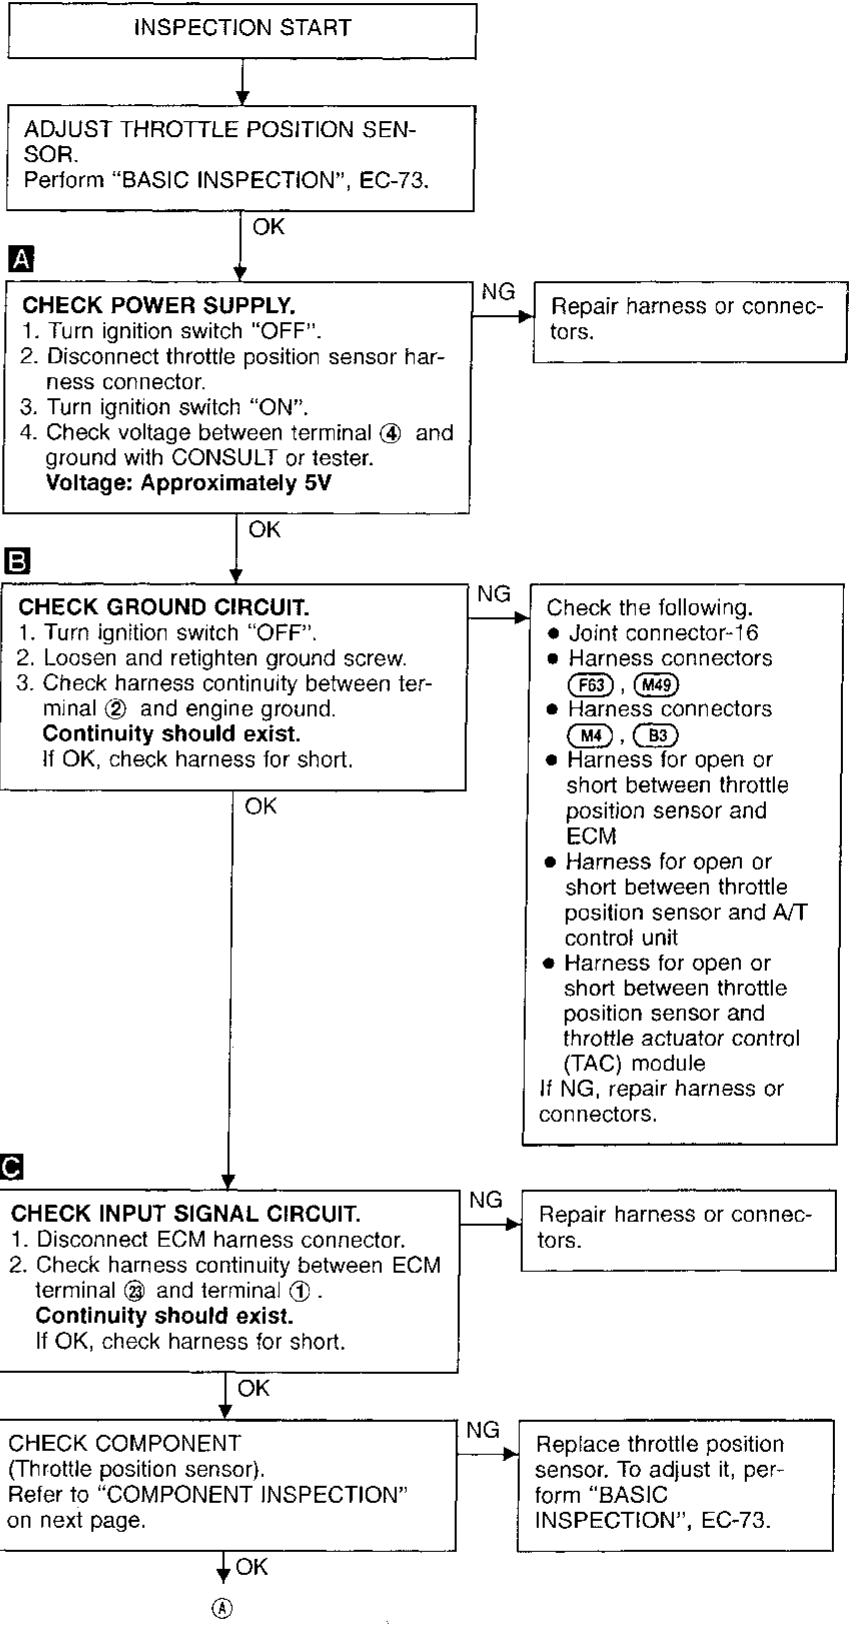 INSPECTION START
ADJUST THROTTLE POSITION SEN-
SOR.
Perform "BASIC INSPECTION", EC-73.
OK
A
CHECK POWER SUPPLY.
1. Turn ignition switch "OFF".
2. Disconnect throttle position sensor har-
ness connector.
3. Turn ignition switch "ON".
4. Check voltage between terminal ④ and
ground with CONSULT or tester.
Voltage: Approximately 5V
NG
Repair harness or connec-
tors.
OK
B
CHECK GROUND CIRCUIT.
1. Turn ignition switch "OFF".
2. Loosen and retighten ground screw.
3. Check harness continuity between ter-
minal ② and engine ground.
Continuity should exist.
If OK, check harness for short.
NG
Check the following.
● Joint connector-16
● Harness connectors
F63 , M49
● Harness connectors
M4 , B3
● Harness for open or
short between throttle
position sensor and
ECM
● Harness for open or
short between throttle
position sensor and A/T
control unit
● Harness for open or
short between throttle
position sensor and
throttle actuator control
(TAC) module
If NG, repair harness or
connectors.
OK
C
CHECK INPUT SIGNAL CIRCUIT.
1. Disconnect ECM harness connector.
2. Check harness continuity between ECM
terminal ㉓ and terminal ① .
Continuity should exist.
If OK, check harness for short.
NG
Repair harness or connec-
tors.
OK
CHECK COMPONENT
(Throttle position sensor).
Refer to "COMPONENT INSPECTION"
on next page.
NG
Replace throttle position
sensor. To adjust it, per-
form "BASIC
INSPECTION", EC-73.
OK
Ⓐ